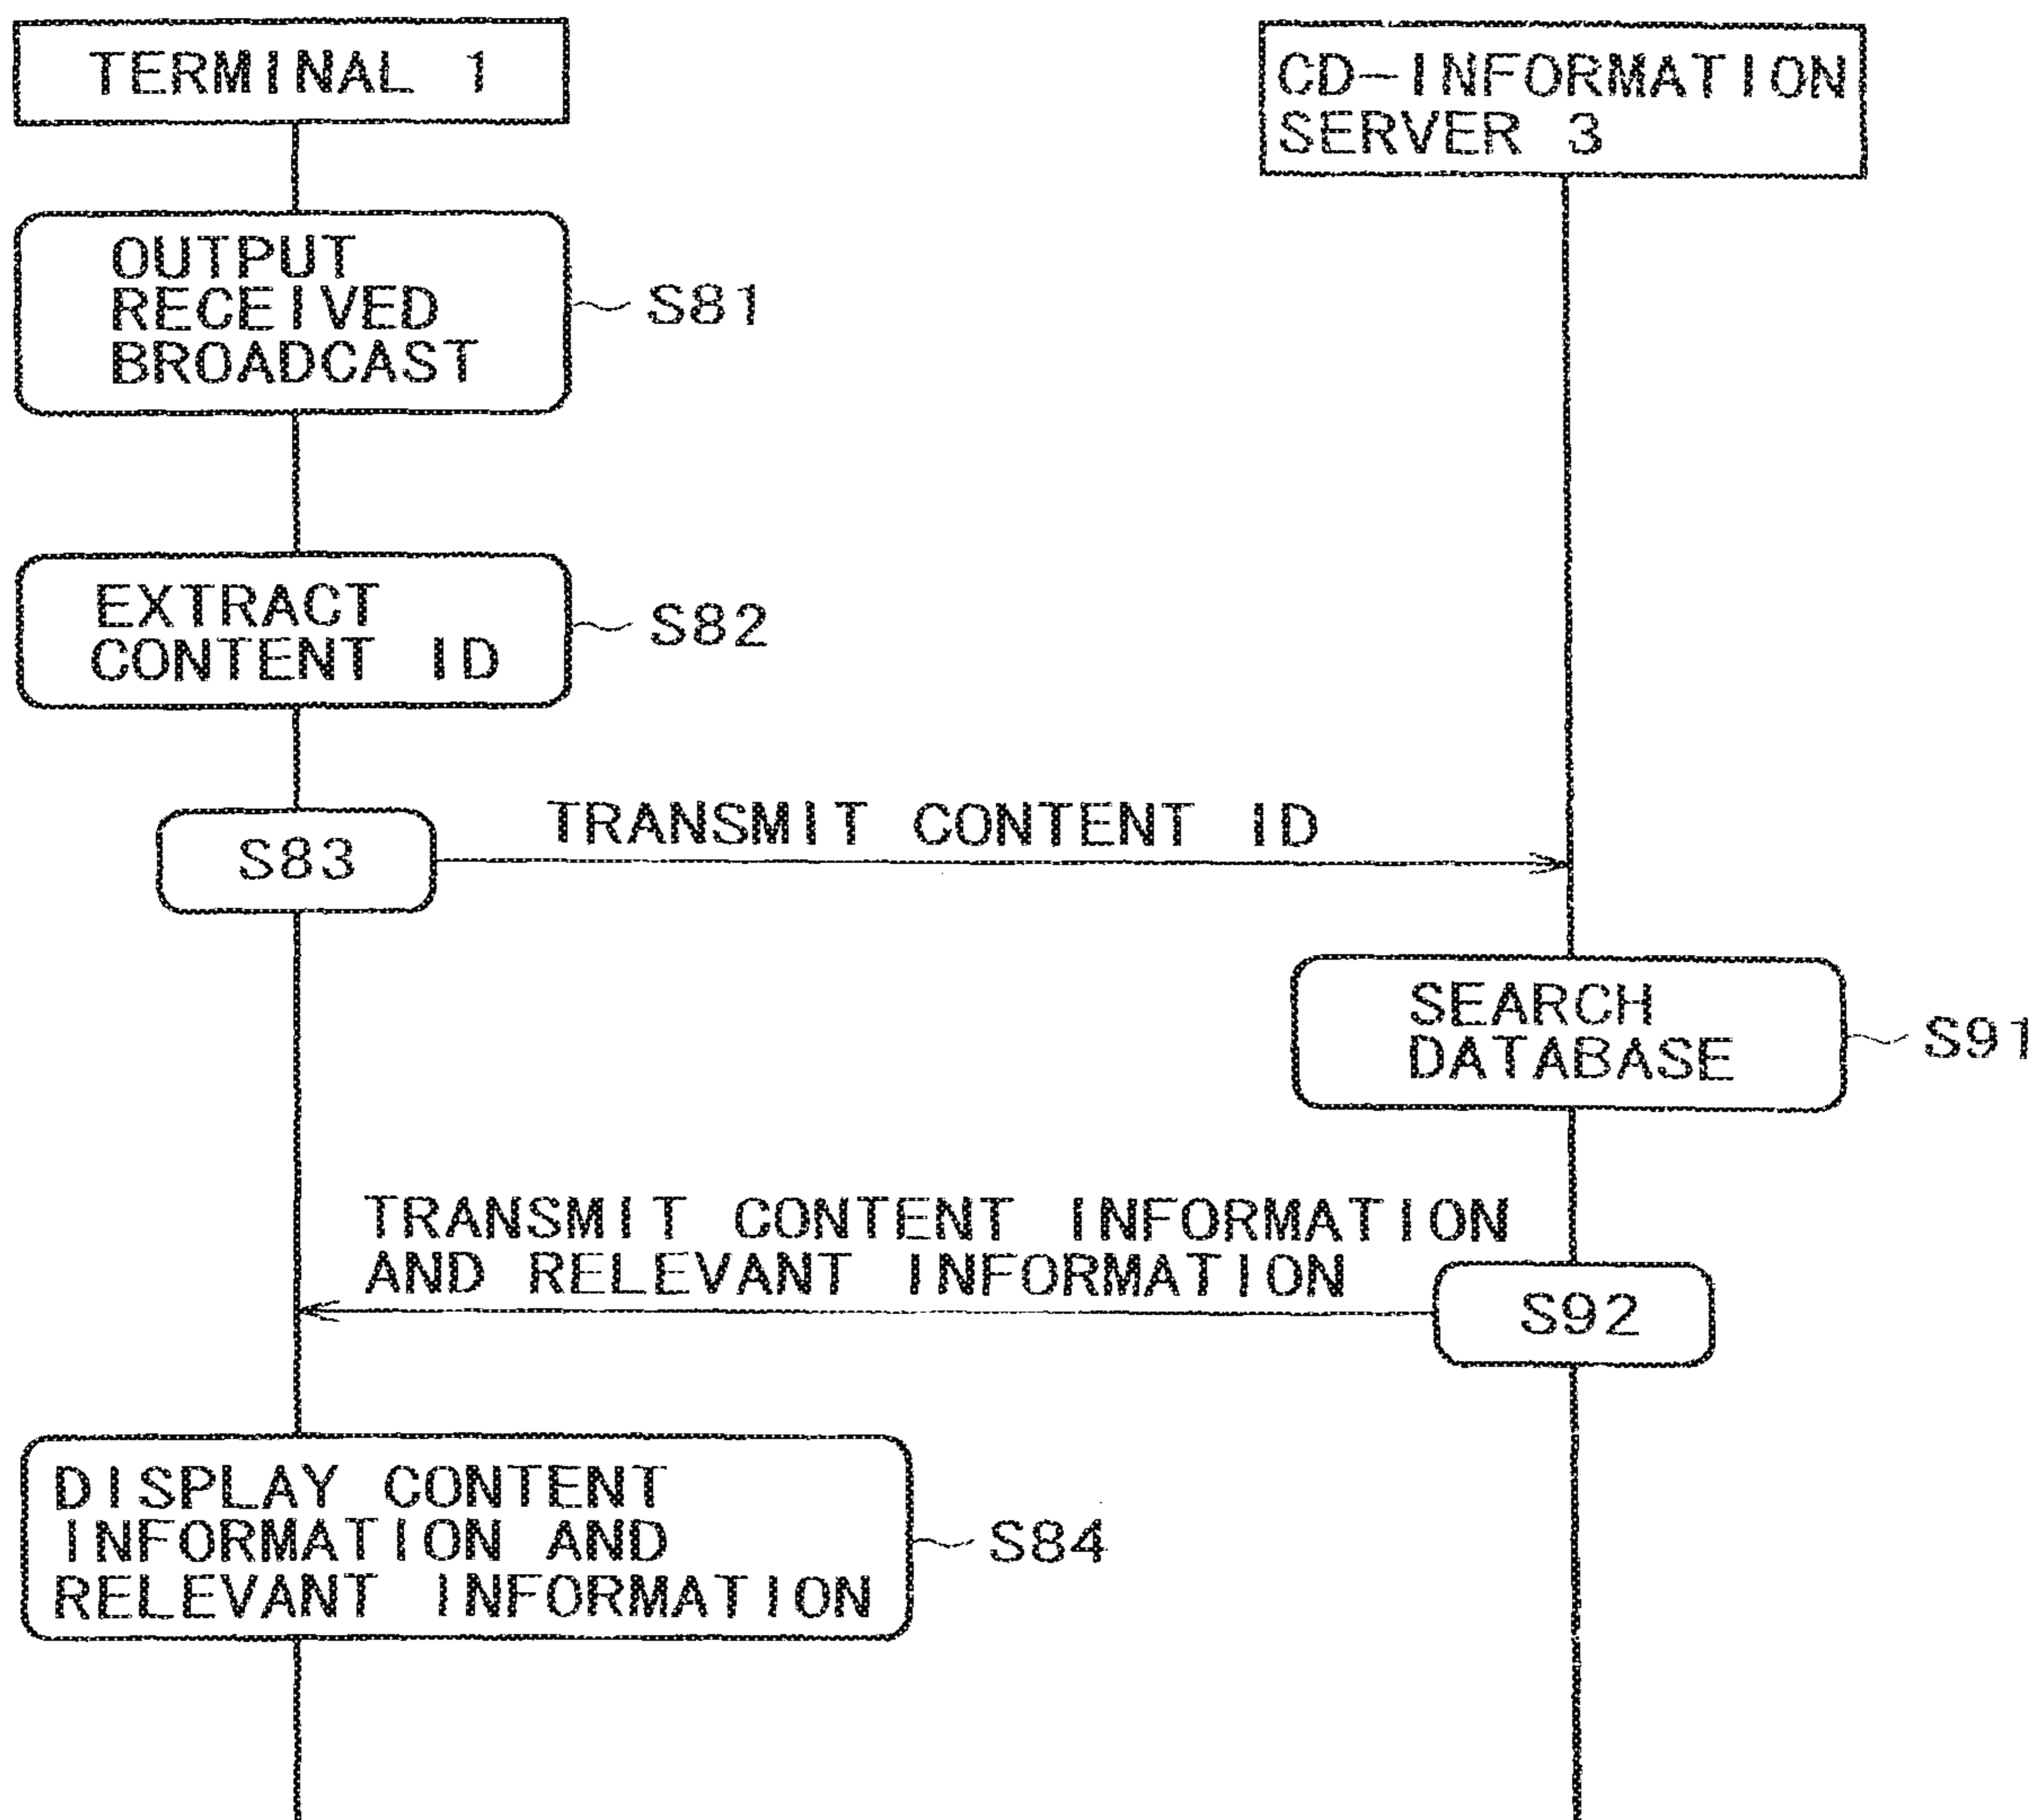 TERMINAL 1
CD-INFORMATION
SERVER 3
OUTPUT
RECEIVED
BROADCAST
S81
EXTRACT
CONTENT ID
S82
S83
TRANSMIT CONTENT ID
SEARCH
DATABASE
S91
TRANSMIT CONTENT INFORMATION
AND RELEVANT INFORMATION
S92
DISPLAY CONTENT
INFORMATION AND
RELEVANT INFORMATION
S84